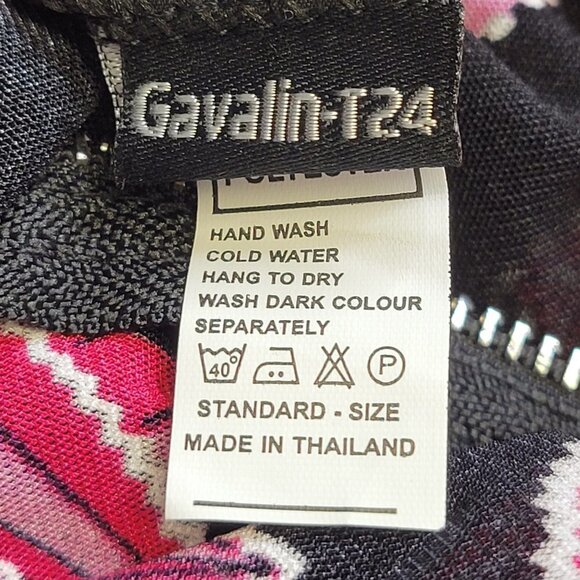 Gavalin-T24
POLYESTER
HAND WASH
COLD WATER
HANG TO DRY
WASH DARK COLOUR
SEPARATELY
40°
P
STANDARD - SIZE
MADE IN THAILAND